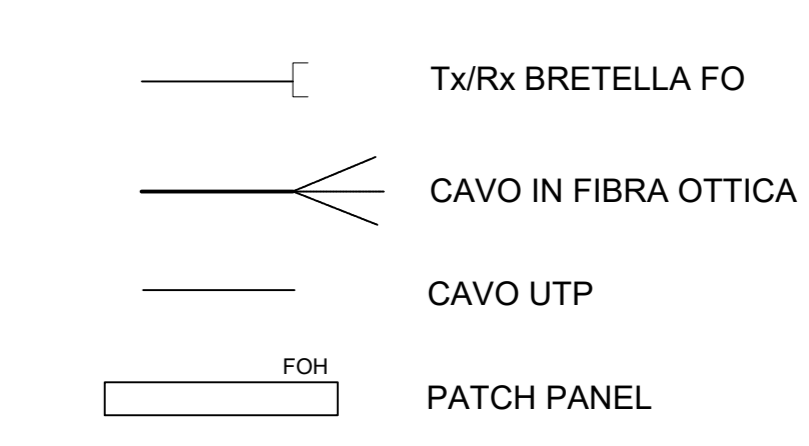 Tx/Rx BRETELLA FO
CAVO IN FIBRA OTTICA
CAVO UTP
FOH
PATCH PANEL